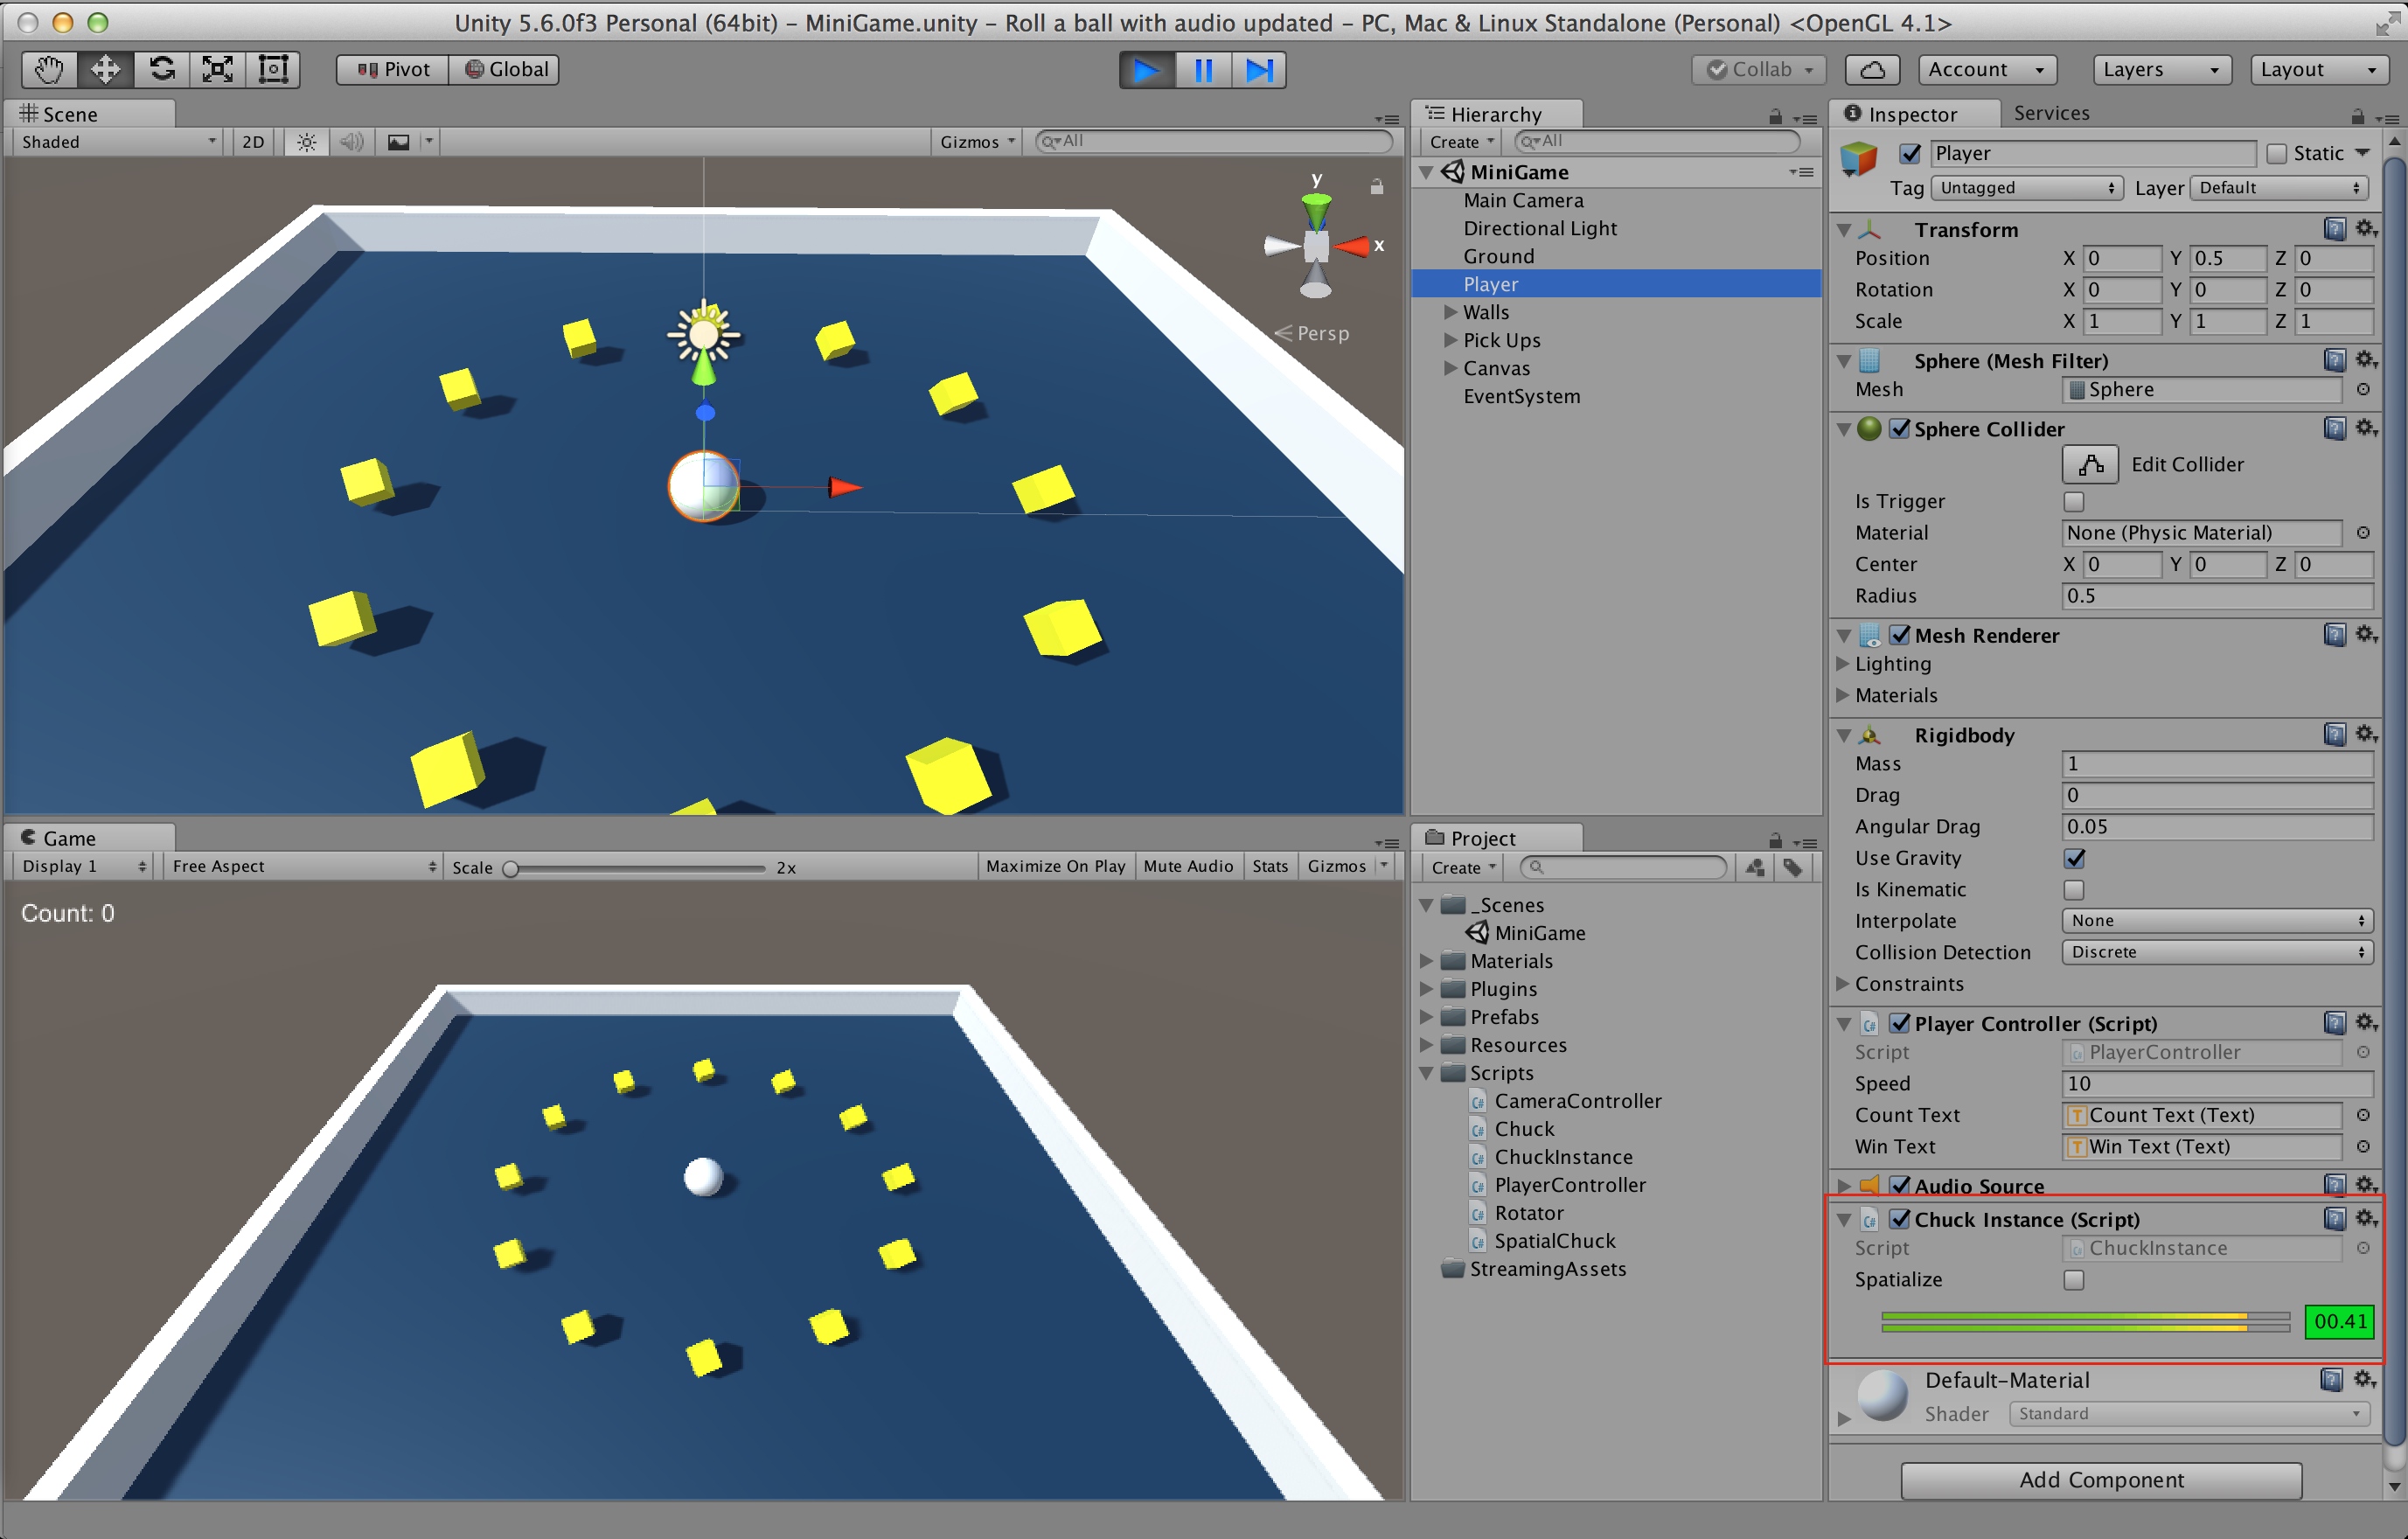 Unity 5.6.0f3 Personal (64bit) – MiniGame.unity – Roll a ball with audio updated – PC, Mac & Linux Standalone (Personal) <OpenGL 4.1>
Pivot Global Collab Account Layers Layout
Scene
Shaded 2D Gizmos All
y
x
Persp
Game
Display 1 Free Aspect Scale 2x Maximize On Play Mute Audio Stats Gizmos
Count: 0
Hierarchy
Create All
MiniGame
Main Camera
Directional Light
Ground
Player
Walls
Pick Ups
Canvas
EventSystem
Project
Create
_Scenes
MiniGame
Materials
Plugins
Prefabs
Resources
Scripts
C# CameraController
C# Chuck
C# ChuckInstance
C# PlayerController
C# Rotator
C# SpatialChuck
StreamingAssets
Inspector Services
Player Static
Tag Untagged Layer Default
Transform
Position X 0 Y 0.5 Z 0
Rotation X 0 Y 0 Z 0
Scale X 1 Y 1 Z 1
Sphere (Mesh Filter)
Mesh Sphere
Sphere Collider
Edit Collider
Is Trigger
Material None (Physic Material)
Center X 0 Y 0 Z 0
Radius 0.5
Mesh Renderer
Lighting
Materials
Rigidbody
Mass 1
Drag 0
Angular Drag 0.05
Use Gravity
Is Kinematic
Interpolate None
Collision Detection Discrete
Constraints
C# Player Controller (Script)
Script PlayerController
Speed 10
Count Text T Count Text (Text)
Win Text T Win Text (Text)
Audio Source
C# Chuck Instance (Script)
Script ChuckInstance
Spatialize
00.41
Default-Material
Shader Standard
Add Component